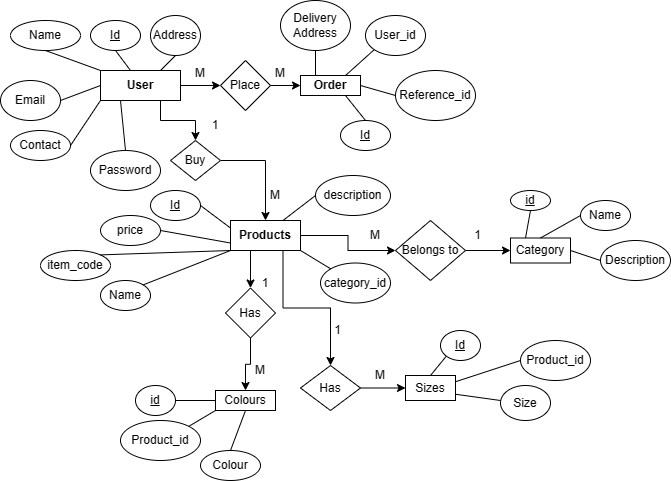 Delivery
Address
Name
Id
Address
User_id
User
M
Place
M
Order
Email
Reference_id
1
Id
Contact
Buy
Password
M
description
Id
id
Name
price
Products
M
Belongs to
1
Category
item_code
Description
Name
1
category_id
Has
1
Id
Product_id
M
Has
M
Sizes
id
Colours
Size
Product_id
Colour